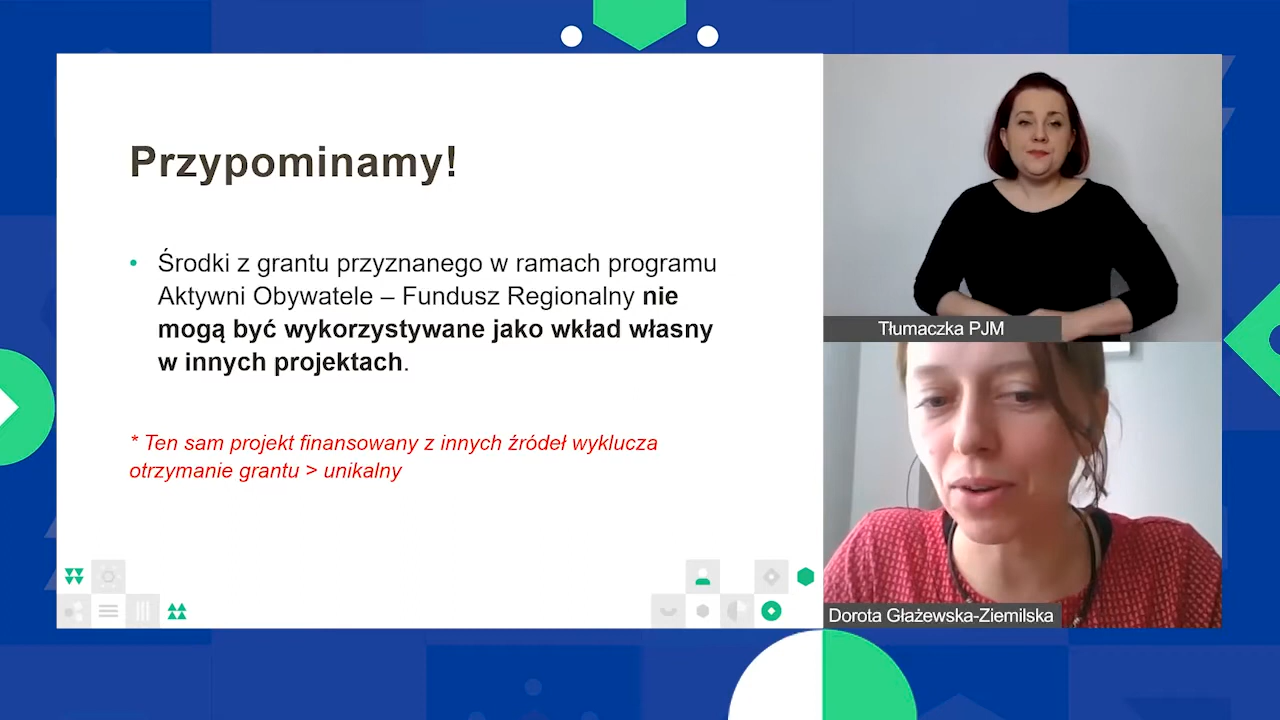 Przypominamy!
• Środki z grantu przyznanego w ramach programu
Aktywni Obywatele – Fundusz Regionalny nie
mogą być wykorzystywane jako wkład własny
w innych projektach.
* Ten sam projekt finansowany z innych źródeł wyklucza
otrzymanie grantu > unikalny
Tłumaczka PJM
Dorota Głażewska-Ziemilska